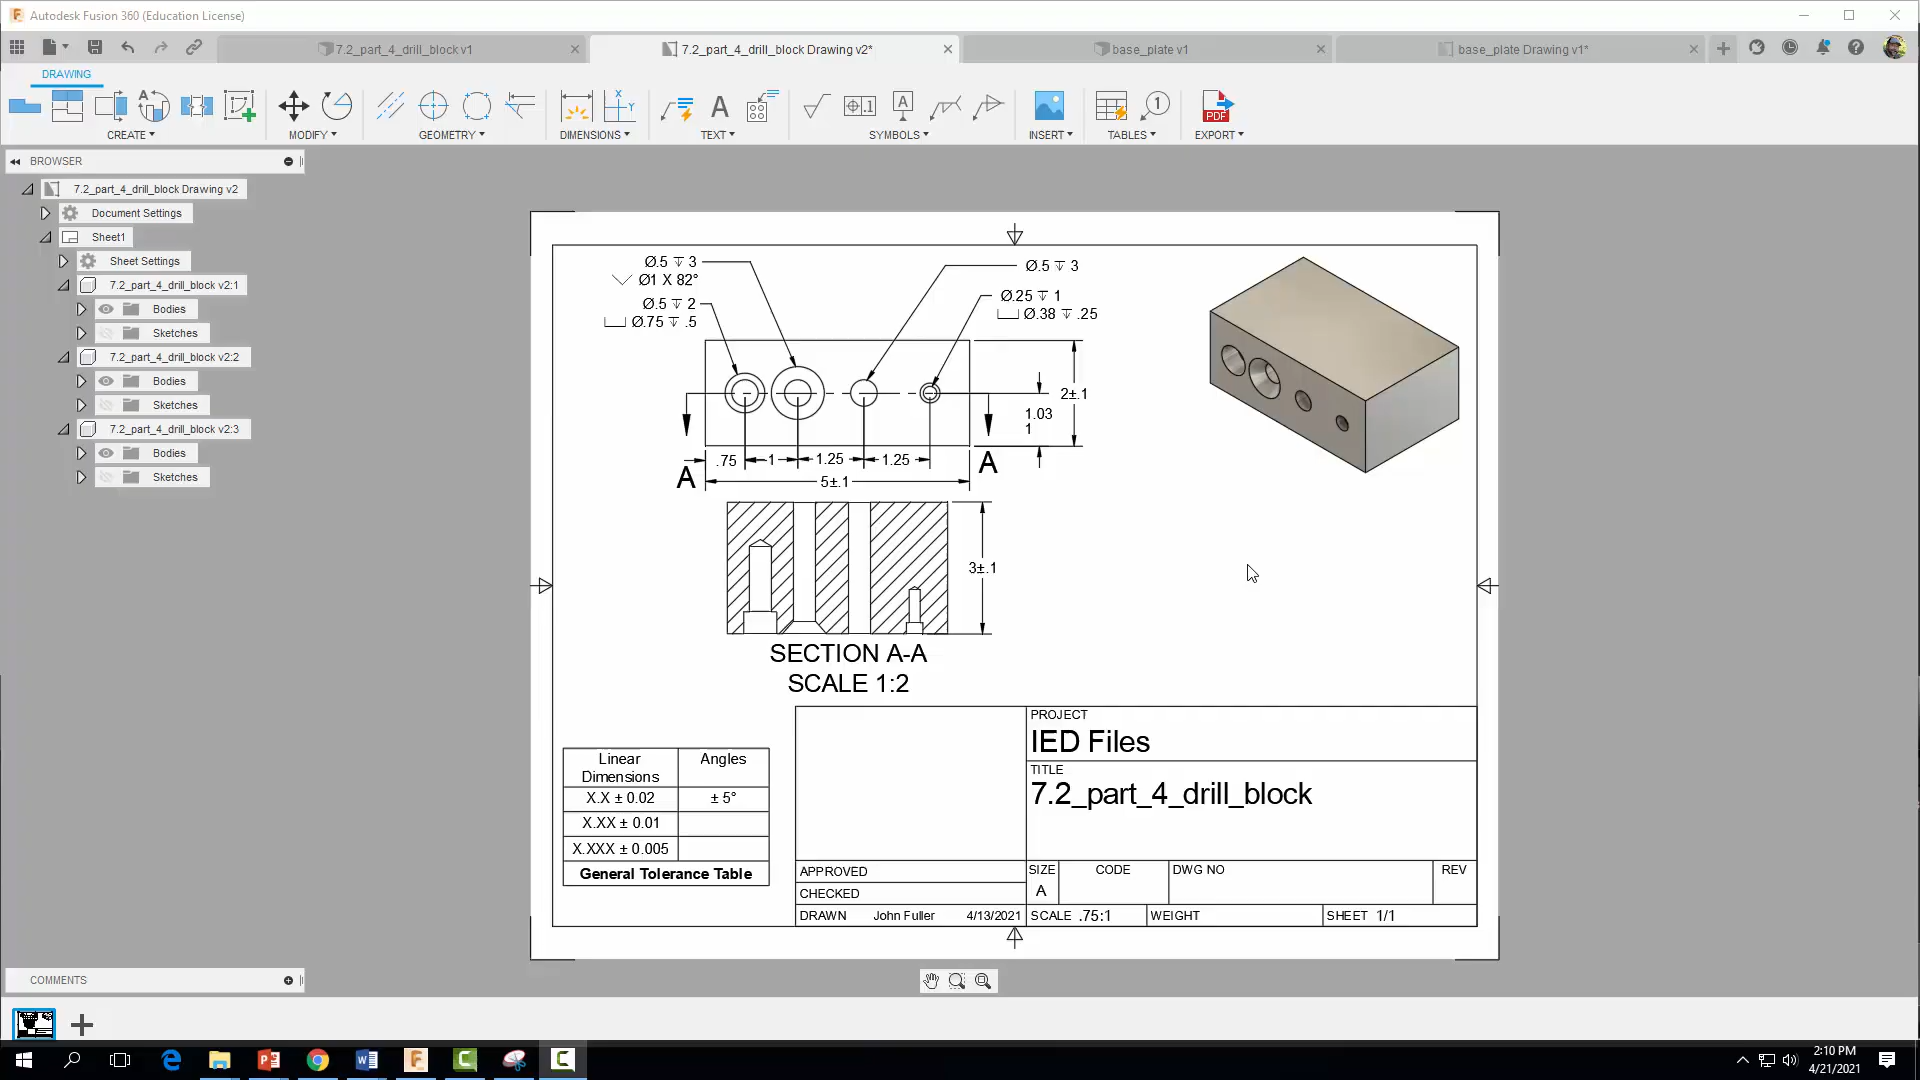 Autodesk Fusion 360 (Education License)
7.2_part_4_drill_block v1
7.2_part_4_drill_block Drawing v2*
base_plate v1
base_plate Drawing v1*
DRAWING
CREATE
MODIFY
GEOMETRY
DIMENSIONS
TEXT
SYMBOLS
INSERT
TABLES
EXPORT
BROWSER
7.2_part_4_drill_block Drawing v2
Document Settings
Sheet1
Sheet Settings
7.2_part_4_drill_block v2:1
Bodies
Sketches
7.2_part_4_drill_block v2:2
Bodies
Sketches
7.2_part_4_drill_block v2:3
Bodies
Sketches
Ø.5 ↧ 3
⌵ Ø1 X 82°
Ø.5 ↧ 2
⌴ Ø.75 ↧ .5
Ø.5 ↧ 3
Ø.25 ↧ 1
⌴ Ø.38 ↧ .25
2±.1
1.03
1
A .75 1 1.25 1.25 A
5±.1
3±.1
SECTION A-A
SCALE 1:2
Linear Dimensions Angles
X.X ± 0.02 ± 5°
X.XX ± 0.01
X.XXX ± 0.005
General Tolerance Table
PROJECT
IED Files
TITLE
7.2_part_4_drill_block
APPROVED
CHECKED
DRAWN John Fuller 4/13/2021
SIZE A
CODE
DWG NO
REV
SCALE .75:1
WEIGHT
SHEET 1/1
COMMENTS
2:10 PM
4/21/2021